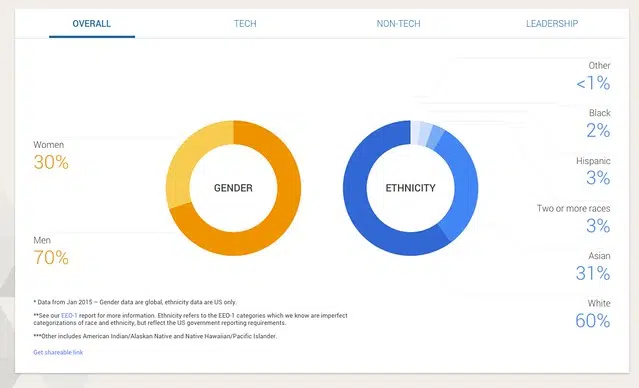 OVERALL TECH NON-TECH LEADERSHIP
Other
<1%
Black
2%
Hispanic
3%
Two or more races
3%
Asian
31%
White
60%
Women
30%
Men
70%
GENDER
ETHNICITY
* Data from Jan 2015 – Gender data are global, ethnicity data are US only.
**See our EEO-1 report for more information. Ethnicity refers to the EEO-1 categories which we know are imperfect
categorizations of race and ethnicity, but reflect the US government reporting requirements.
***Other includes American Indian/Alaskan Native and Native Hawaiian/Pacific Islander.
Get shareable link